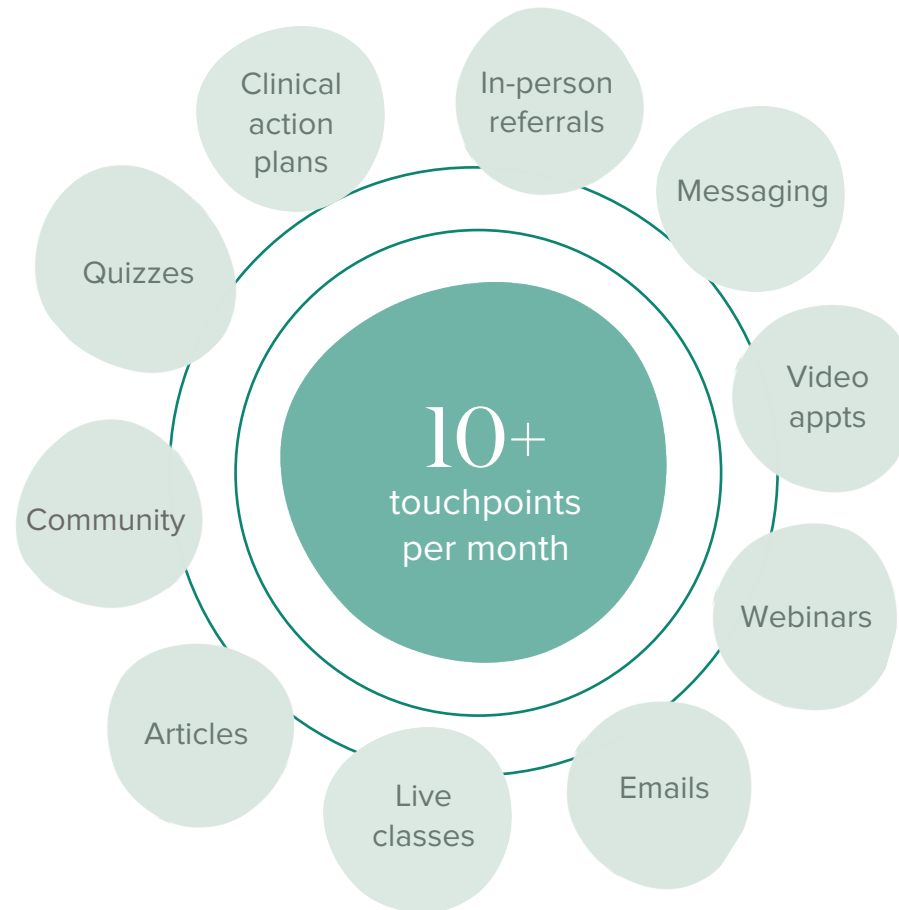 Clinical
action
plans
In-person
referrals
Messaging
Quizzes
Video
appts
10+
touchpoints
per month
Community
Webinars
Articles
Emails
Live
classes